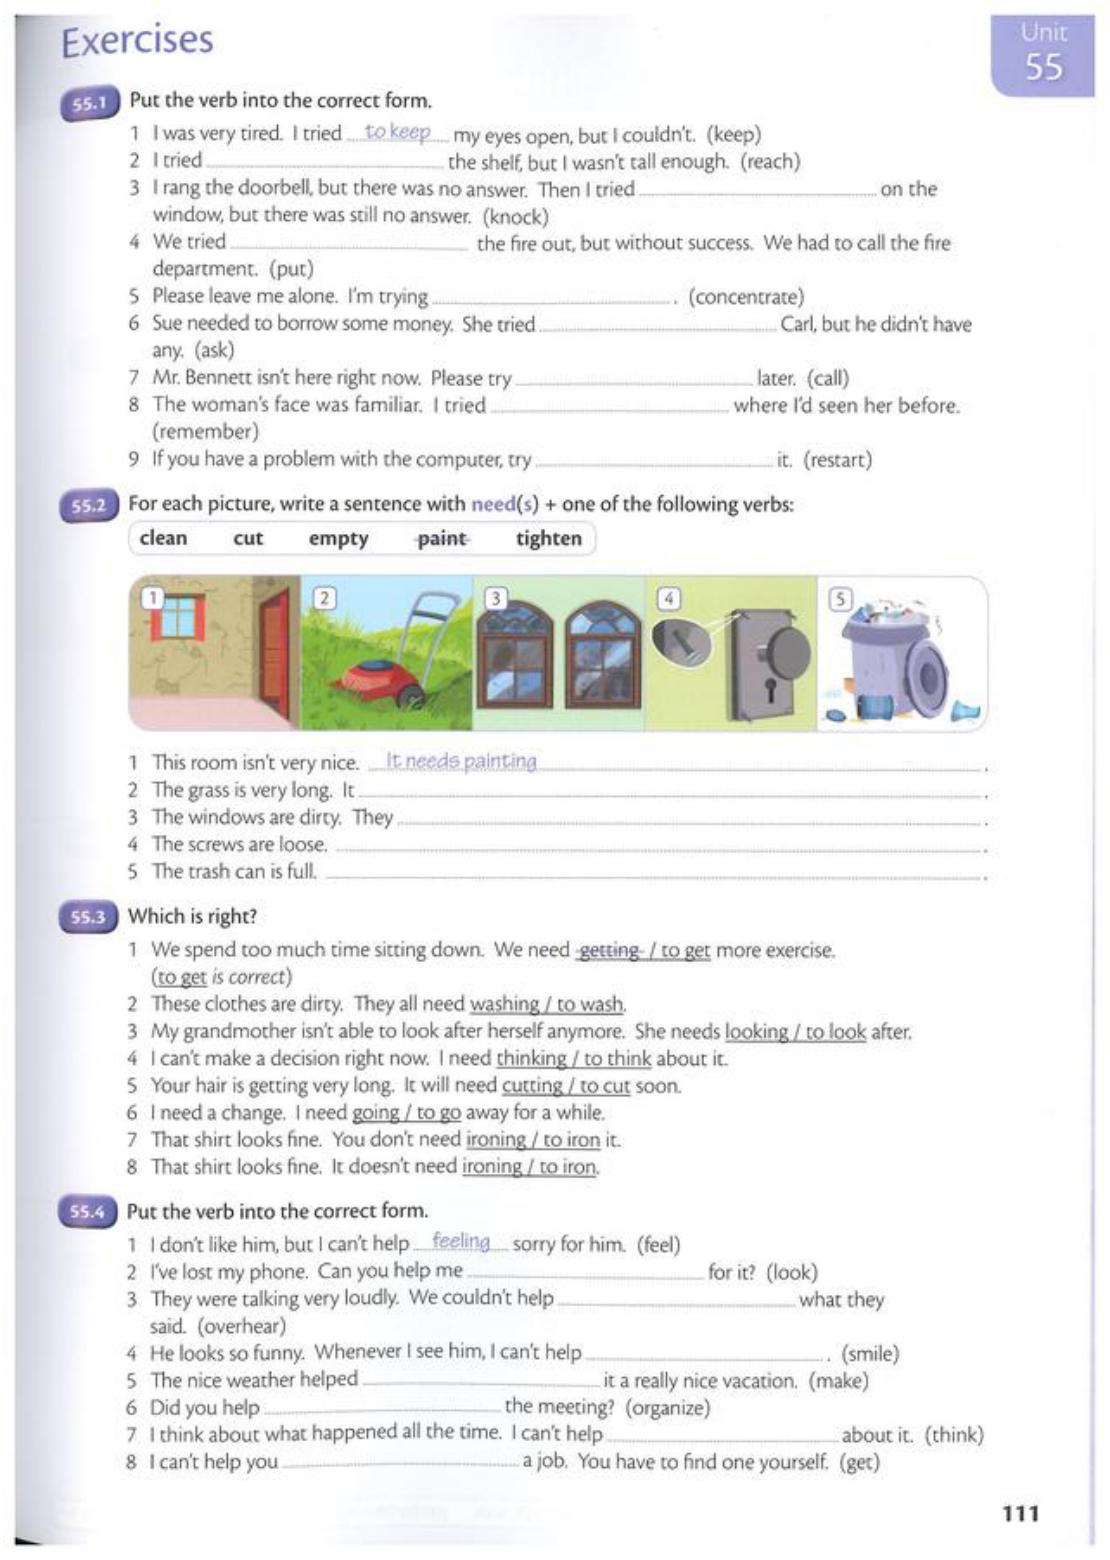 Exercises
Unit
55
55.1 Put the verb into the correct form.
1 I was very tired. I tried to keep my eyes open, but I couldn't. (keep)
2 I tried the shelf, but I wasn't tall enough. (reach)
3 I rang the doorbell, but there was no answer. Then I tried on the
window, but there was still no answer. (knock)
4 We tried the fire out, but without success. We had to call the fire
department. (put)
5 Please leave me alone. I'm trying . (concentrate)
6 Sue needed to borrow some money. She tried Carl, but he didn't have
any. (ask)
7 Mr. Bennett isn't here right now. Please try later. (call)
8 The woman's face was familiar. I tried where I'd seen her before.
(remember)
9 If you have a problem with the computer, try it. (restart)
55.2 For each picture, write a sentence with need(s) + one of the following verbs:
clean cut empty paint tighten
1 2 3 4 5
1 This room isn't very nice. It needs painting .
2 The grass is very long. It .
3 The windows are dirty. They .
4 The screws are loose. .
5 The trash can is full. .
55.3 Which is right?
1 We spend too much time sitting down. We need getting / to get more exercise.
(to get is correct)
2 These clothes are dirty. They all need washing / to wash.
3 My grandmother isn't able to look after herself anymore. She needs looking / to look after.
4 I can't make a decision right now. I need thinking / to think about it.
5 Your hair is getting very long. It will need cutting / to cut soon.
6 I need a change. I need going / to go away for a while.
7 That shirt looks fine. You don't need ironing / to iron it.
8 That shirt looks fine. It doesn't need ironing / to iron.
55.4 Put the verb into the correct form.
1 I don't like him, but I can't help feeling sorry for him. (feel)
2 I've lost my phone. Can you help me for it? (look)
3 They were talking very loudly. We couldn't help what they
said. (overhear)
4 He looks so funny. Whenever I see him, I can't help . (smile)
5 The nice weather helped it a really nice vacation. (make)
6 Did you help the meeting? (organize)
7 I think about what happened all the time. I can't help about it. (think)
8 I can't help you a job. You have to find one yourself. (get)
111